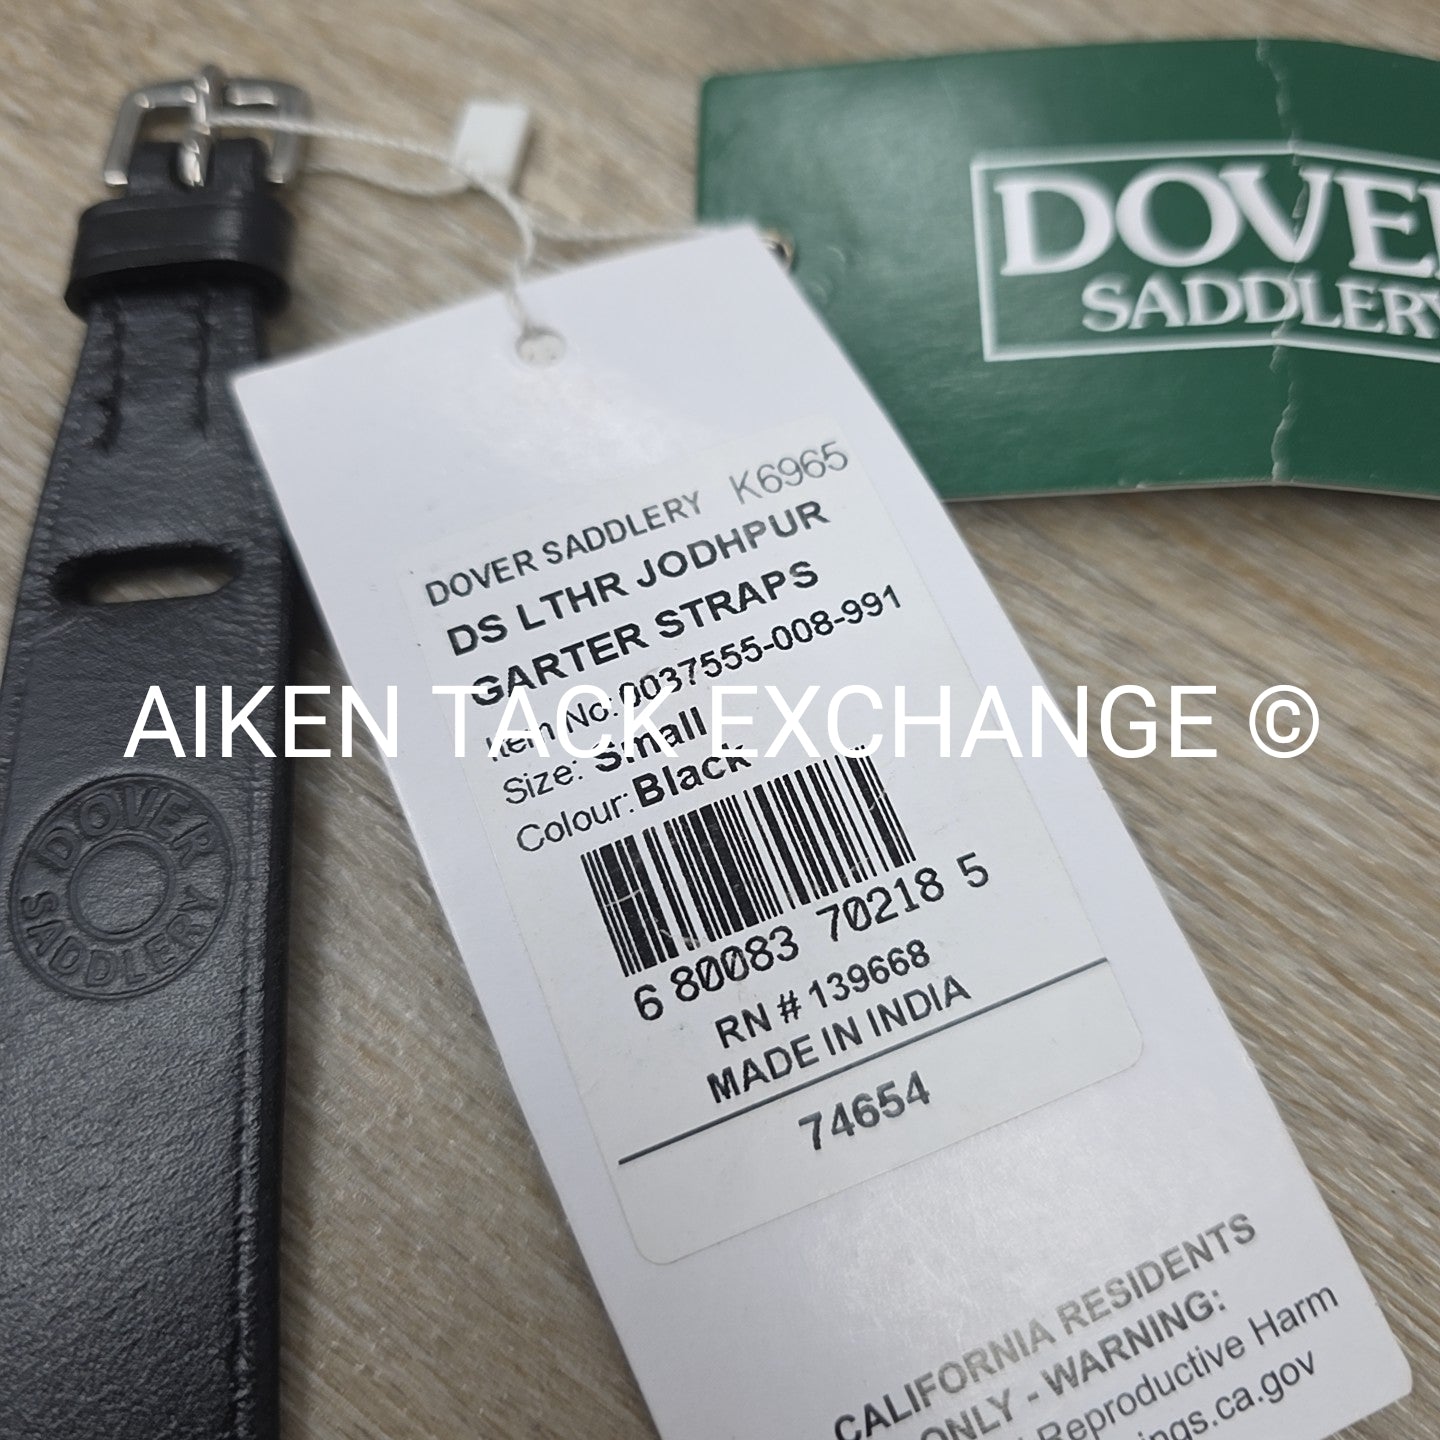 DOVER
SADDLERY
DOVER SADDLERY K6965
DS LTHR JODHPUR
GARTER STRAPS
Item No: 0037555-008-991
Size: Small
Colour: Black
6 80083 70218 5
RN # 139668
MADE IN INDIA
74654
CALIFORNIA RESIDENTS
ONLY - WARNING:
Reproductive Harm
ngs.ca.gov
DOVER SADDLERY
AIKEN TACK EXCHANGE ©